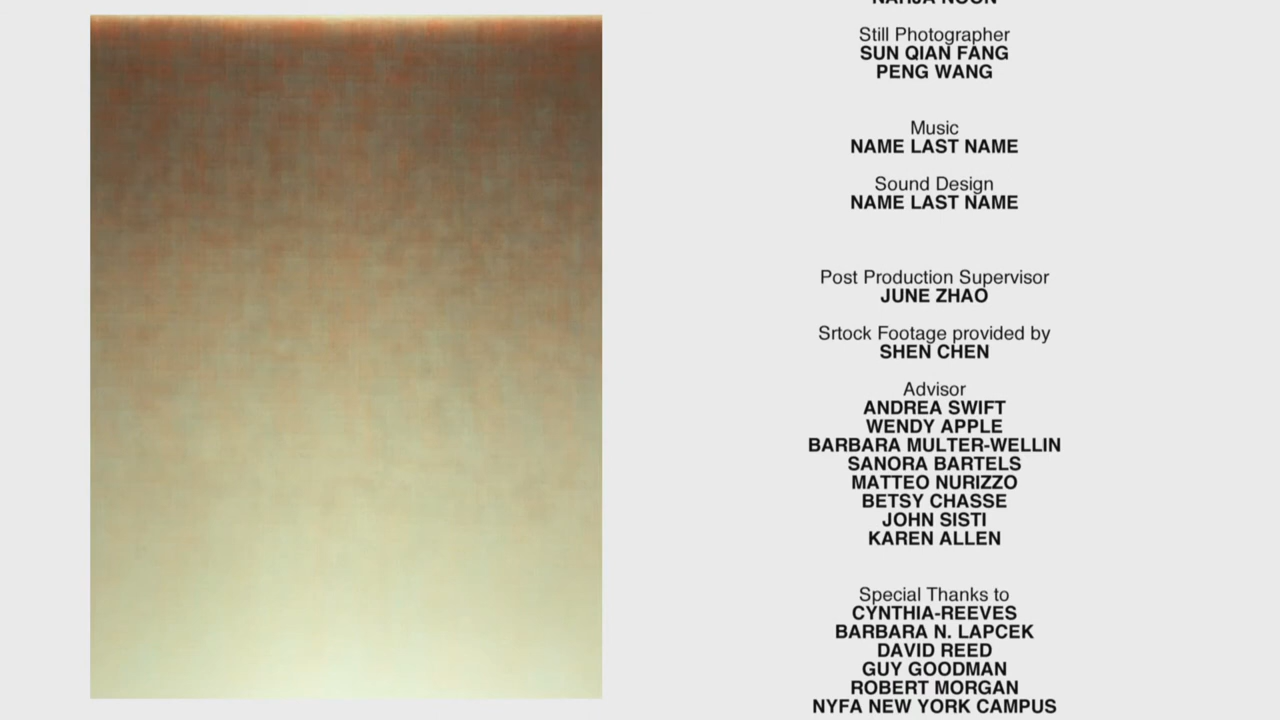 Still Photographer
SUN QIAN FANG
PENG WANG
Music
NAME LAST NAME
Sound Design
NAME LAST NAME
Post Production Supervisor
JUNE ZHAO
Srtock Footage provided by
SHEN CHEN
Advisor
ANDREA SWIFT
WENDY APPLE
BARBARA MULTER-WELLIN
SANORA BARTELS
MATTEO NURIZZO
BETSY CHASSE
JOHN SISTI
KAREN ALLEN
Special Thanks to
CYNTHIA-REEVES
BARBARA N. LAPCEK
DAVID REED
GUY GOODMAN
ROBERT MORGAN
NYFA NEW YORK CAMPUS